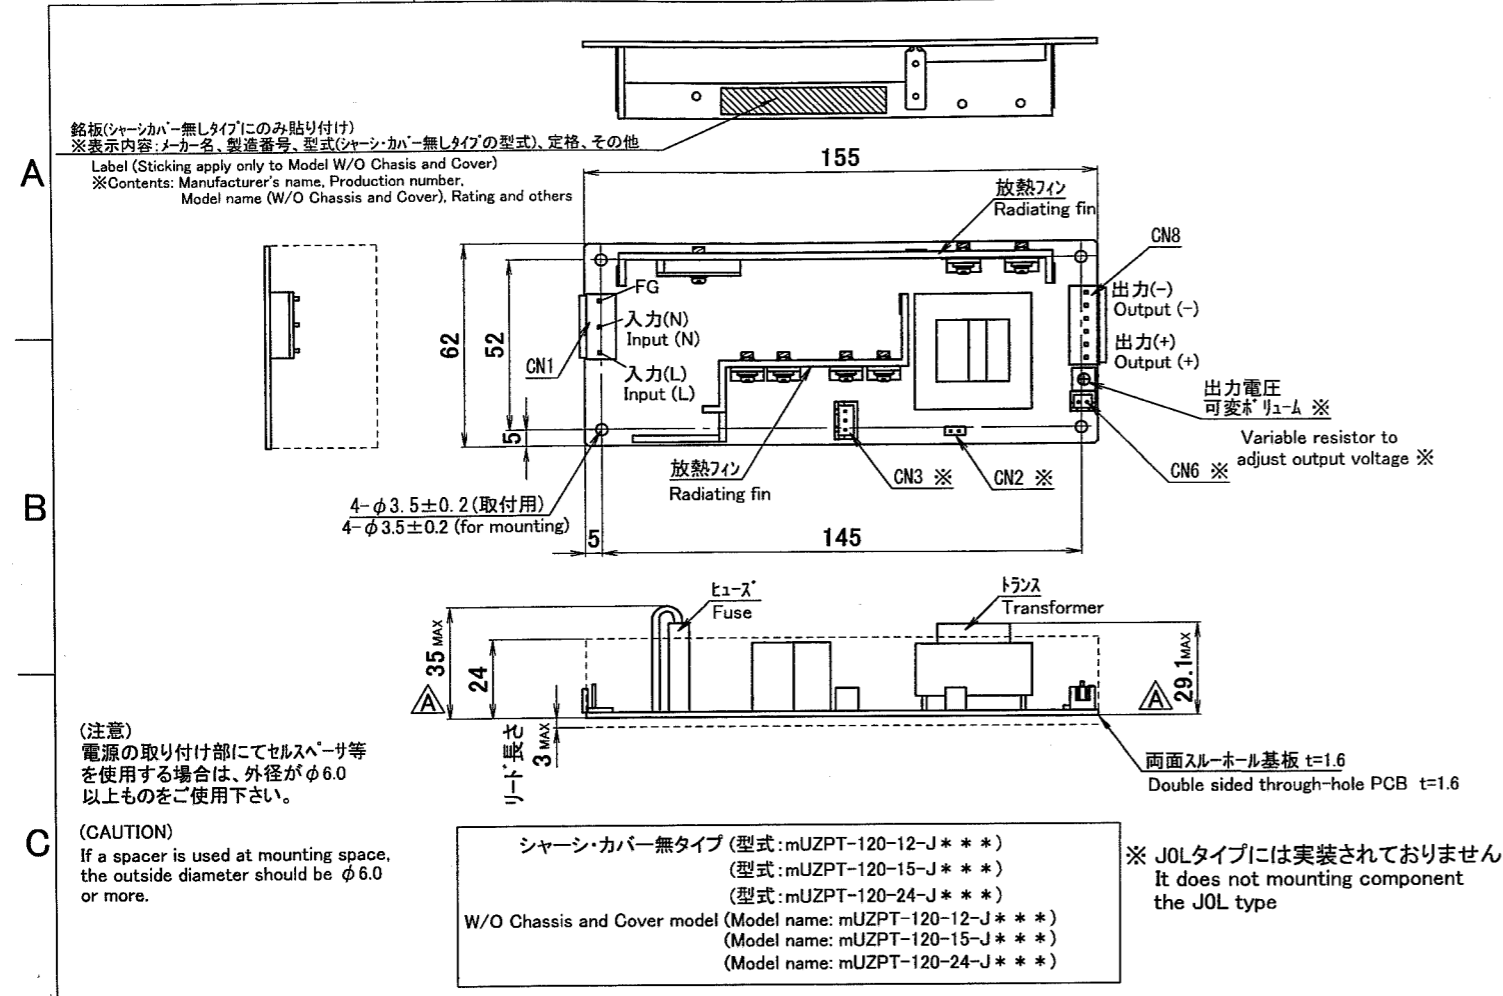 A
銘板(シャーシカバー無しタイプにのみ貼り付け)
※表示内容:メーカー名、製造番号、型式(シャーシ・カバー無しタイプの型式)、定格、その他
Label (Sticking apply only to Model W/O Chasis and Cover)
※Contents: Manufacturer's name, Production number,
Model name (W/O Chassis and Cover), Rating and others
155
放熱フィン
Radiating fin
CN8
FG
入力(N)
Input (N)
入力(L)
Input (L)
CN1
62
52
5
出力(-)
Output (-)
出力(+)
Output (+)
出力電圧
可変ボリューム ※
Variable resistor to
adjust output voltage ※
CN6 ※
CN2 ※
CN3 ※
放熱フィン
Radiating fin
B
4-φ3.5±0.2(取付用)
4-φ3.5±0.2 (for mounting)
5
145
ヒューズ
Fuse
トランス
Transformer
35 MAX
24
A
29.1 MAX
A
リード長さ
3 MAX
両面スルーホール基板 t=1.6
Double sided through-hole PCB t=1.6
C
(注意)
電源の取り付け部にてセルスペーサ等
を使用する場合は、外径がφ6.0
以上ものをご使用下さい。
(CAUTION)
If a spacer is used at mounting space,
the outside diameter should be φ6.0
or more.
シャーシ・カバー無タイプ (型式:mUZPT-120-12-J***)
(型式:mUZPT-120-15-J***)
(型式:mUZPT-120-24-J***)
W/O Chassis and Cover model (Model name: mUZPT-120-12-J***)
(Model name: mUZPT-120-15-J***)
(Model name: mUZPT-120-24-J***)
※ J0Lタイプには実装されておりません
It does not mounting component
the J0L type